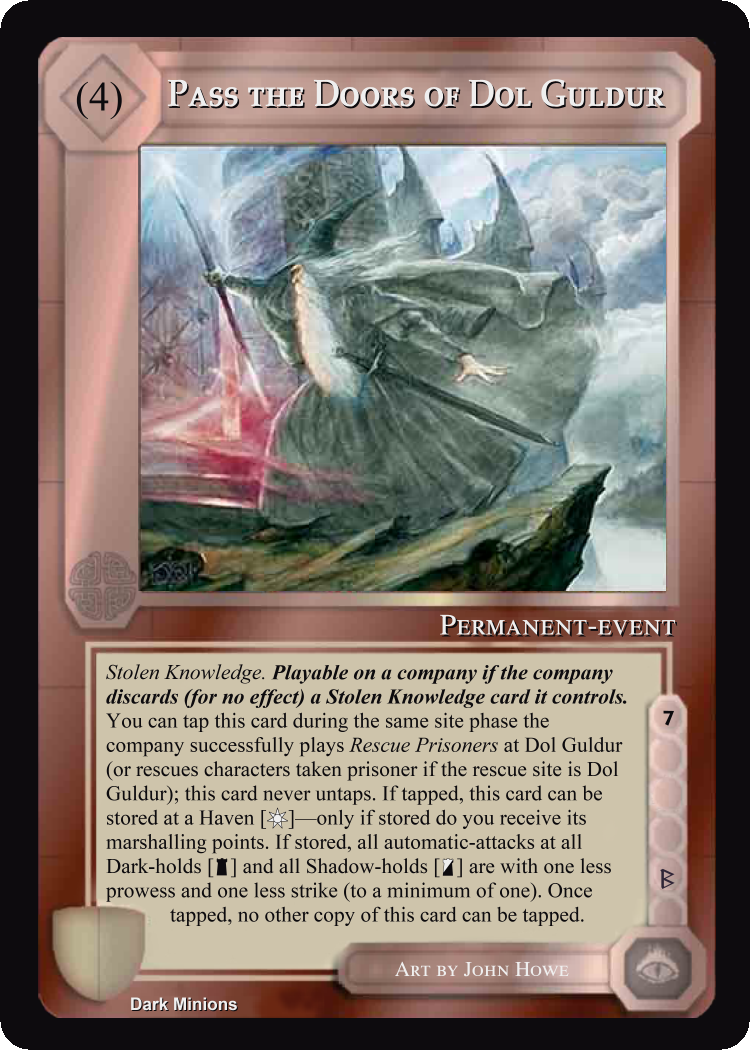 (4)
Pass the Doors of Dol Guldur
Permanent-event
Stolen Knowledge. Playable on a company if the company
discards (for no effect) a Stolen Knowledge card it controls.
You can tap this card during the same site phase the
company successfully plays Rescue Prisoners at Dol Guldur
(or rescues characters taken prisoner if the rescue site is Dol
Guldur); this card never untaps. If tapped, this card can be
stored at a Haven [ ]—only if stored do you receive its
marshalling points. If stored, all automatic-attacks at all
Dark-holds [ ] and all Shadow-holds [ ] are with one less
prowess and one less strike (to a minimum of one). Once
tapped, no other copy of this card can be tapped.
7
ᛒ
Art by John Howe
Dark Minions